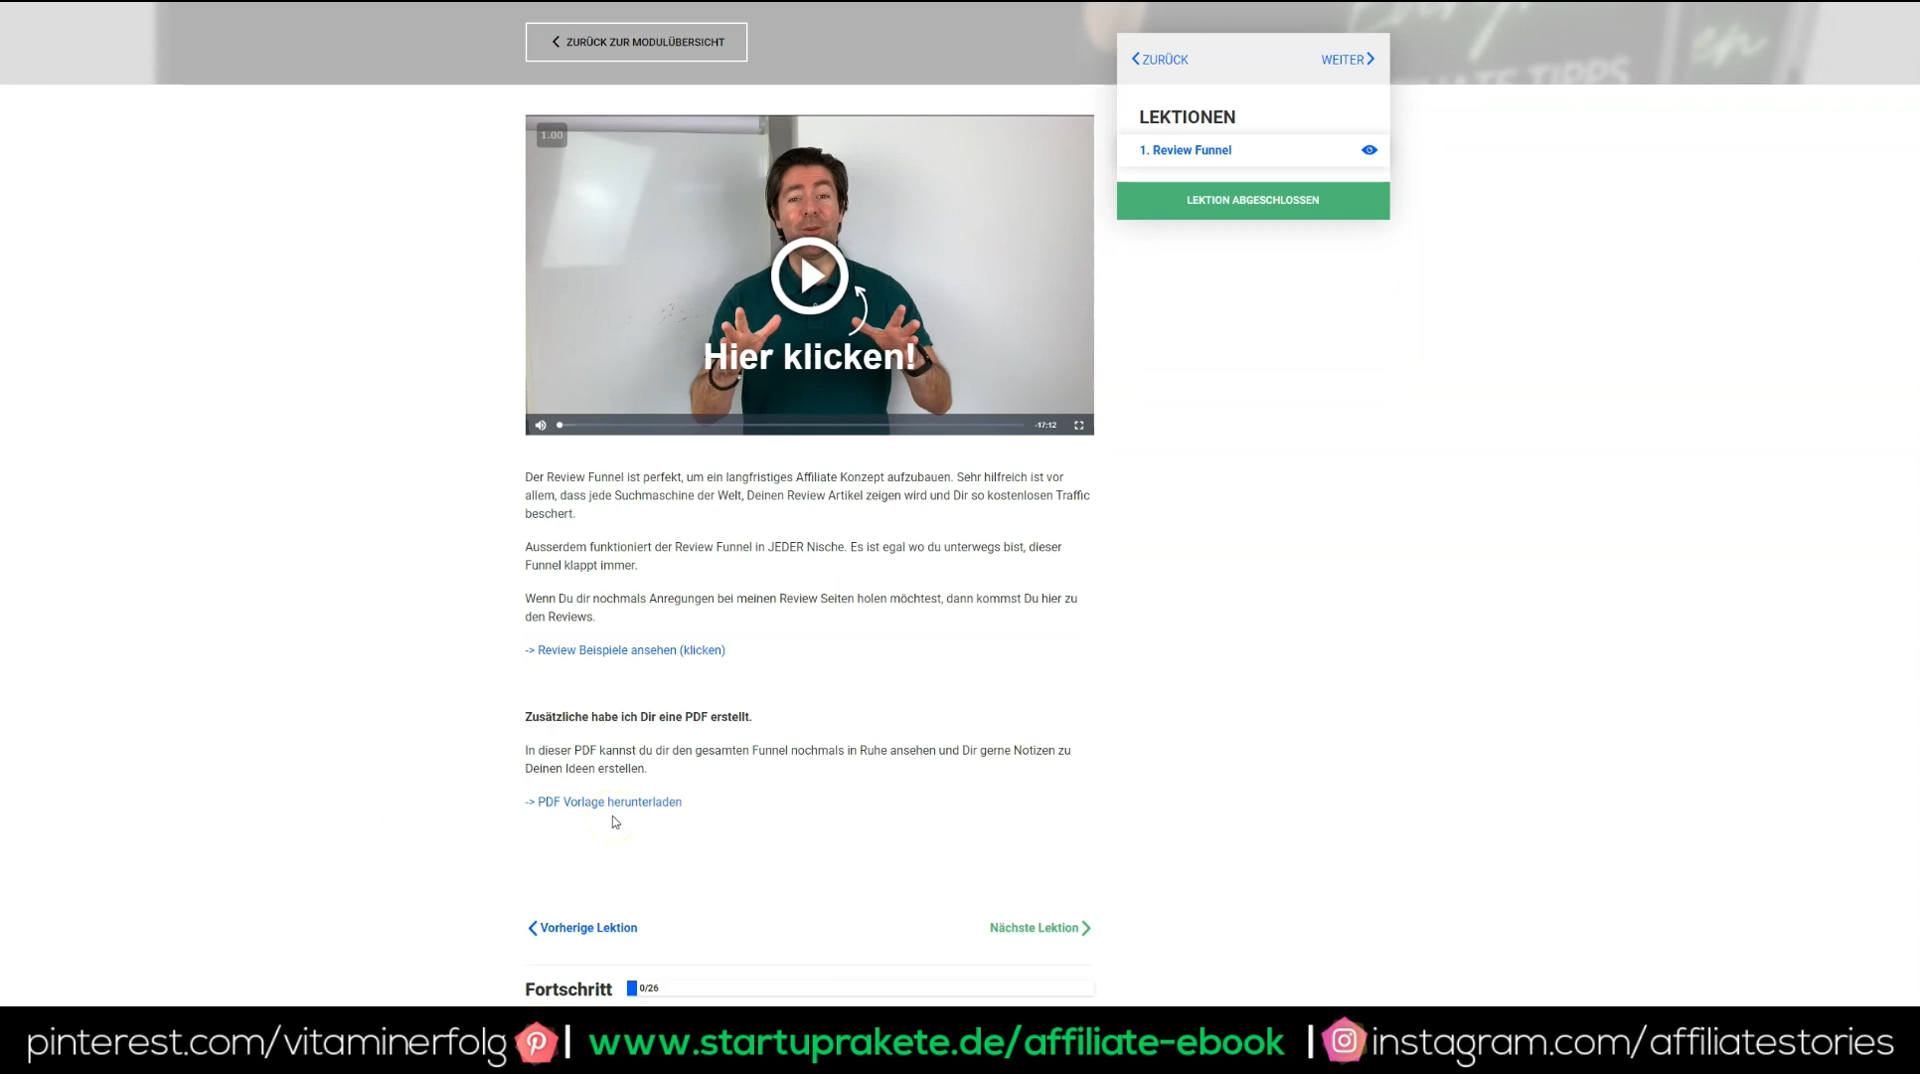 ZURÜCK ZUR MODULÜBERSICHT
ZURÜCK
WEITER
LEKTIONEN
1. Review Funnel
LEKTION ABGESCHLOSSEN
1.00
Hier klicken!
-17:12
Der Review Funnel ist perfekt, um ein langfristiges Affiliate Konzept aufzubauen. Sehr hilfreich ist vor
allem, dass jede Suchmaschine der Welt, Deinen Review Artikel zeigen wird und Dir so kostenlosen Traffic
beschert.
Ausserdem funktioniert der Review Funnel in JEDER Nische. Es ist egal wo du unterwegs bist, dieser
Funnel klappt immer.
Wenn Du dir nochmals Anregungen bei meinen Review Seiten holen möchtest, dann kommst Du hier zu
den Reviews.
-> Review Beispiele ansehen (klicken)
Zusätzliche habe ich Dir eine PDF erstellt.
In dieser PDF kannst du dir den gesamten Funnel nochmals in Ruhe ansehen und Dir gerne Notizen zu
Deinen Ideen erstellen.
-> PDF Vorlage herunterladen
Vorherige Lektion
Nächste Lektion
Fortschritt
0/26
pinterest.com/vitaminerfolg | www.startuprakete.de/affiliate-ebook | instagram.com/affiliatestories